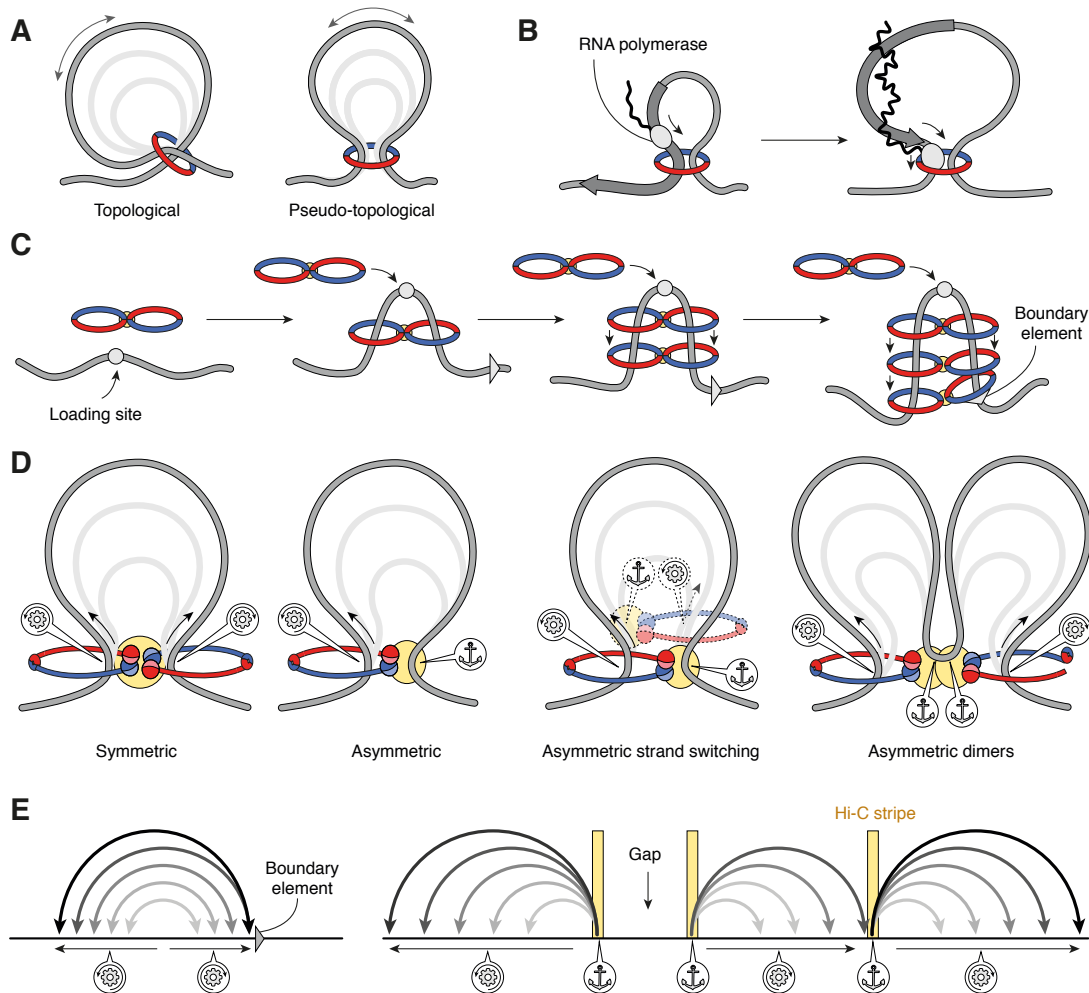 A
B
RNA polymerase
Topological
Pseudo-topological
C
Boundary
element
Loading site
D
Symmetric
Asymmetric
Asymmetric strand switching
Asymmetric dimers
E
Hi-C stripe
Boundary
element
Gap